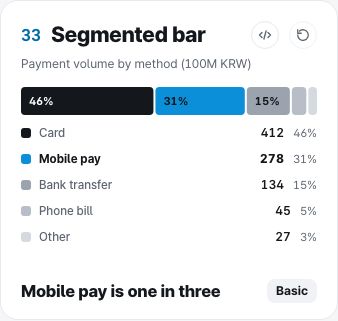 33 Segmented bar
Payment volume by method (100M KRW)
46% 31% 15%
Card 412 46%
Mobile pay 278 31%
Bank transfer 134 15%
Phone bill 45 5%
Other 27 3%
Mobile pay is one in three Basic